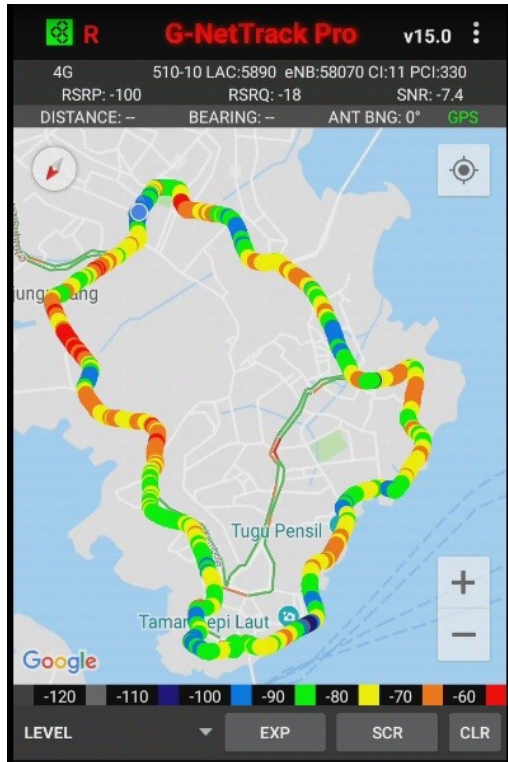 R G-NetTrack Pro v15.0
4G 510-10 LAC:5890 eNB:58070 CI:11 PCI:330
RSRP: -100 RSRQ: -18 SNR: -7.4
DISTANCE: -- BEARING: -- ANT BNG: 0° GPS
Tugu Pensil
Laut
Google
-120 -110 -100 -90 -80 -70 -60
LEVEL EXP SCR CLR